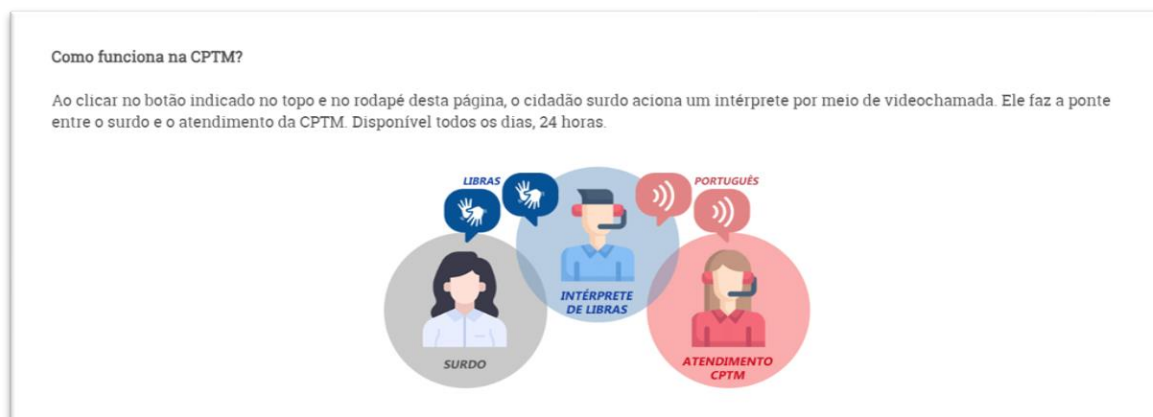 Como funciona na CPTM?
Ao clicar no botão indicado no topo e no rodapé desta página, o cidadão surdo aciona um intérprete por meio de videochamada. Ele faz a ponte
entre o surdo e o atendimento da CPTM. Disponível todos os dias, 24 horas.
LIBRAS
PORTUGUÊS
INTÉRPRETE
DE LIBRAS
SURDO
ATENDIMENTO
CPTM